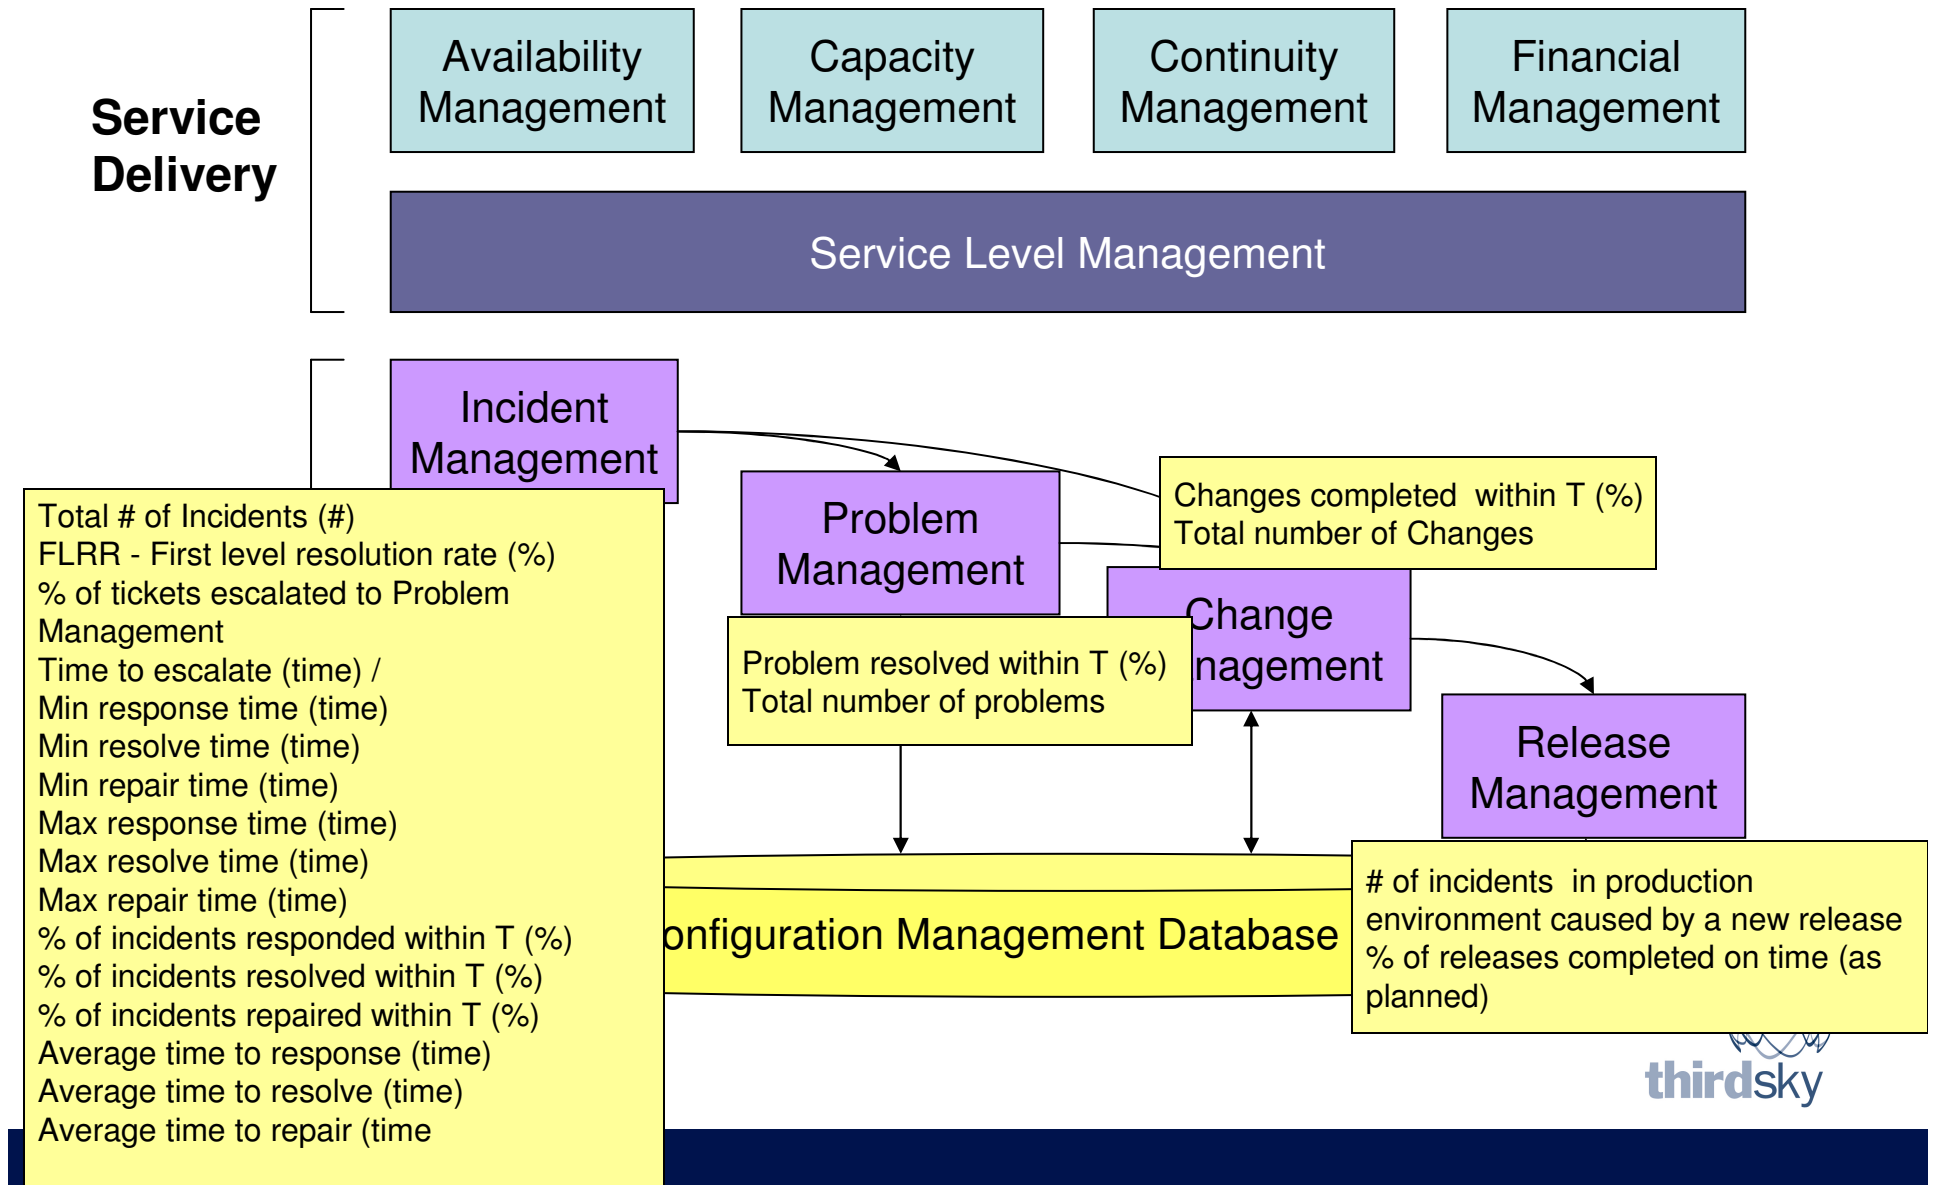 Service
Delivery
Availability
Management
Capacity
Management
Continuity
Management
Financial
Management
Service Level Management
Incident
Management
Problem
Management
Changes completed  within T (%)
Total number of Changes
Change
nagement
Problem resolved within T (%)
Total number of problems
Release
Management
Total # of Incidents (#)
FLRR - First level resolution rate (%)
% of tickets escalated to Problem
Management
Time to escalate (time) /
Min response time (time)
Min resolve time (time)
Min repair time (time)
Max response time (time)
Max resolve time (time)
Max repair time (time)
% of incidents responded within T (%)
% of incidents resolved within T (%)
% of incidents repaired within T (%)
Average time to response (time)
Average time to resolve (time)
Average time to repair (time
onfiguration Management Database
# of incidents  in production
environment caused by a new release
% of releases completed on time (as
planned)
thirdsky